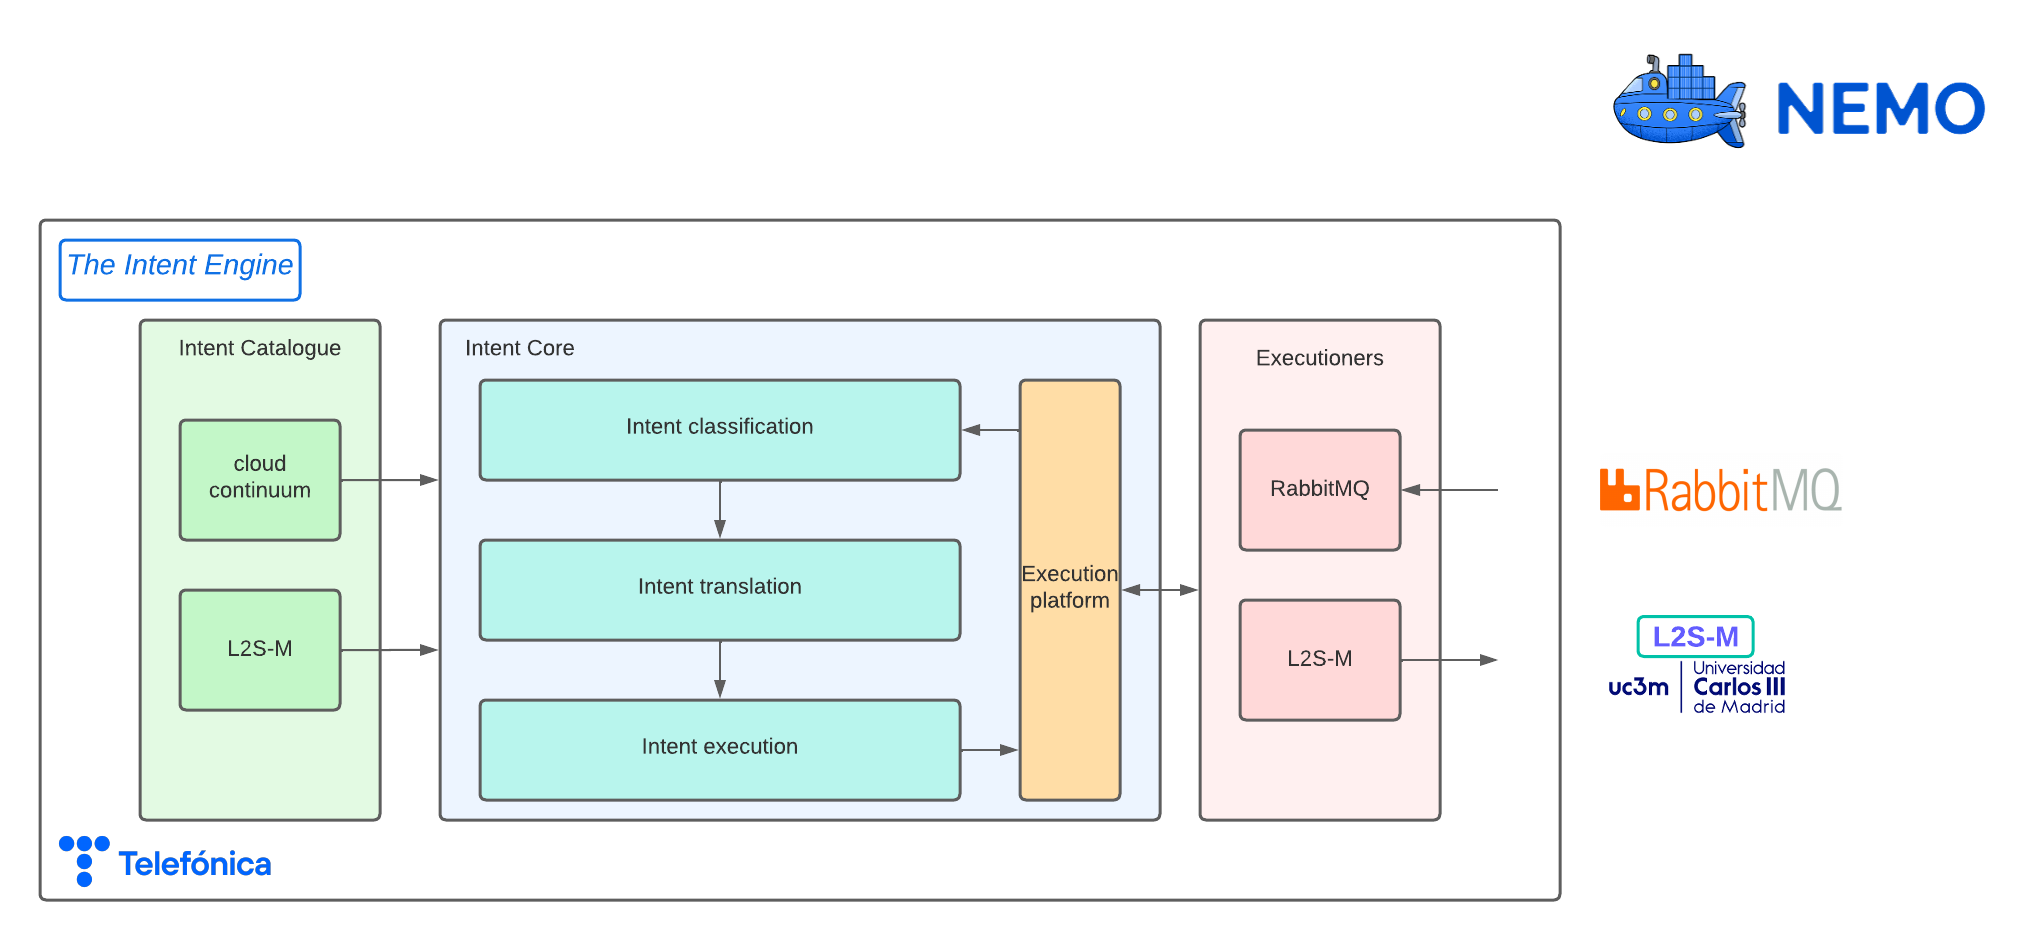 NEMO
The Intent Engine
Intent Catalogue
cloud
continuum
L2S-M
Intent Core
Intent classification
Intent translation
Intent execution
Execution
platform
Executioners
RabbitMQ
L2S-M
RabbitMQ
L2S-M
uc3m
Universidad
Carlos III
de Madrid
Telefónica